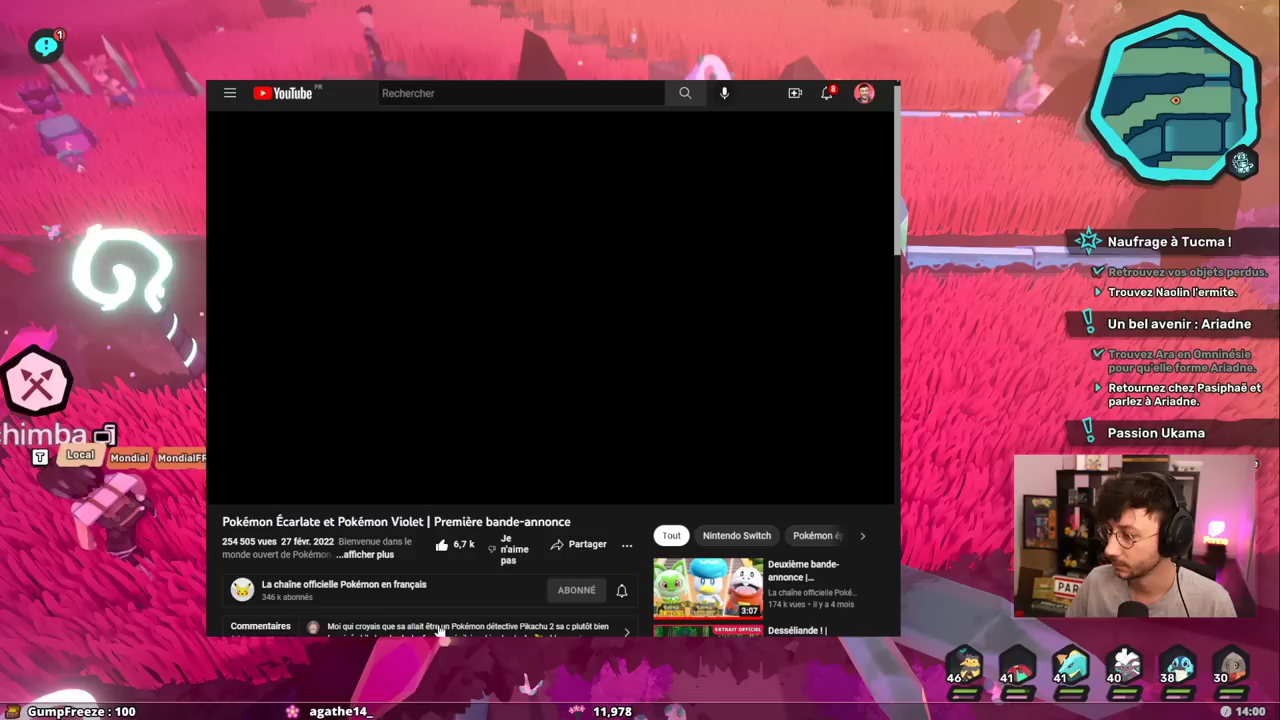 1
YouTube FR
Rechercher
8
Naufrage à Tucma !
Retrouvez vos objets perdus.
Trouvez Naolin l'ermite.
Un bel avenir : Ariadne
Trouvez Ara en Omninésie
pour qu'elle forme Ariadne.
Retournez chez Pasiphaë et
parlez à Ariadne.
Passion Ukama
chimba
T
Local
Mondial
MondialFR
Pokémon Écarlate et Pokémon Violet | Première bande-annonce
254 505 vues 27 févr. 2022 Bienvenue dans le
monde ouvert de Pokémon ...afficher plus
6,7 k
Je
n'aime
pas
Partager
La chaîne officielle Pokémon en français
346 k abonnés
ABONNÉ
Commentaires
Moi qui croyais que sa allait être un Pokémon détective Pikachu 2 sa c plutôt bien
Tout
Nintendo Switch
Pokémon ép
Deuxième bande-
annonce |...
La chaîne officielle Poké...
174 k vues • il y a 4 mois
3:07
EXTRAIT OFFICIEL
Desséliande ! |
PAR
46
41
41
40
38
30
GumpFreeze : 100
agathe14_
11,978
14:00